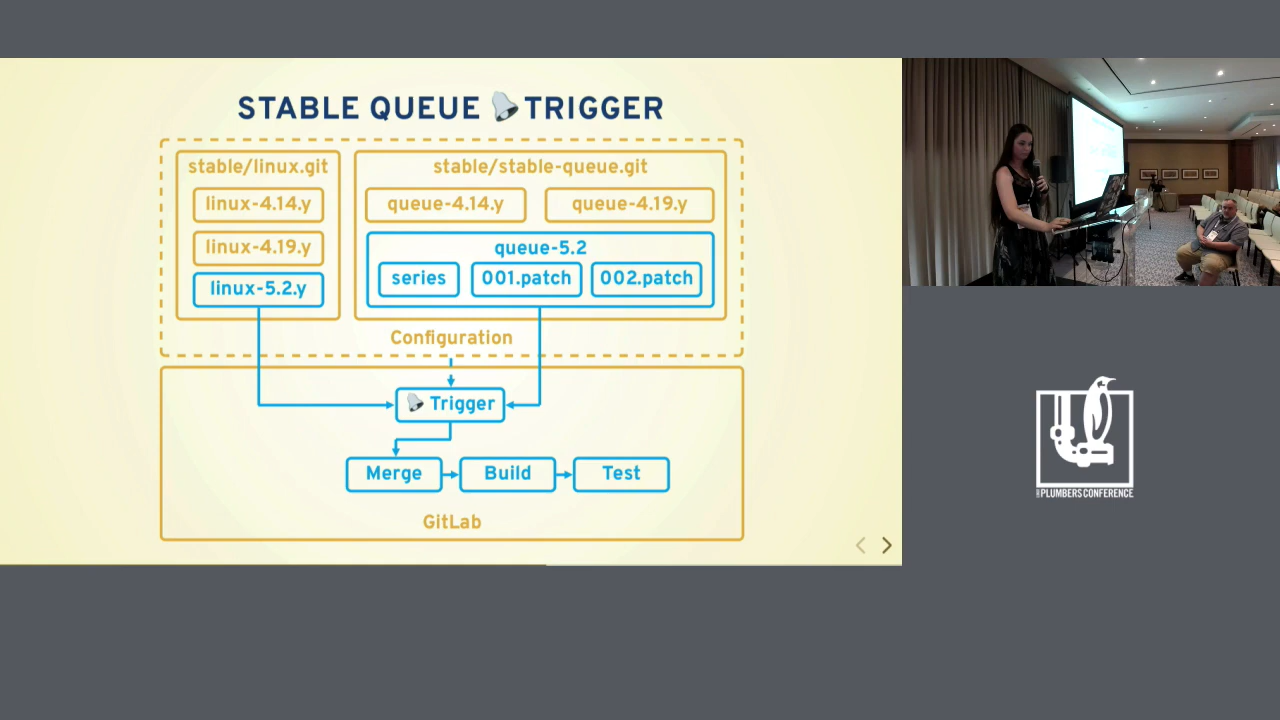 STABLE QUEUE TRIGGER
stable/linux.git
linux-4.14.y
linux-4.19.y
linux-5.2.y
stable/stable-queue.git
queue-4.14.y
queue-4.19.y
queue-5.2
series
001.patch
002.patch
Configuration
Trigger
Merge
Build
Test
GitLab
PLUMBERS CONFERENCE